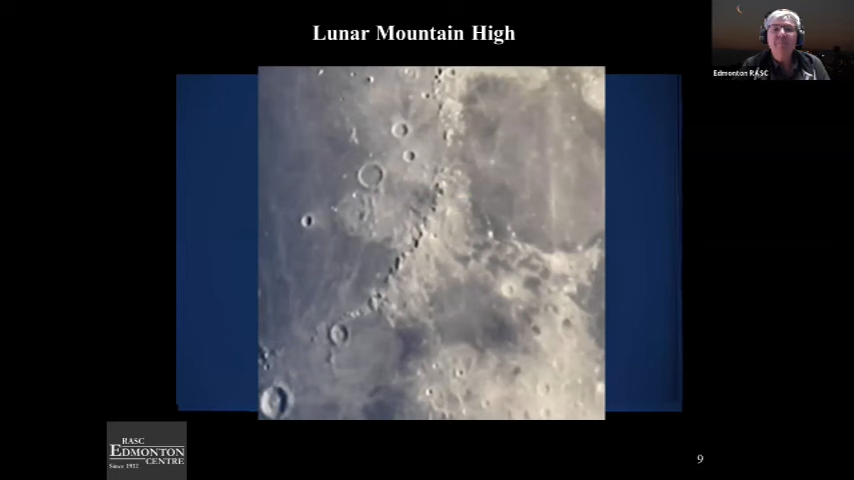 Lunar Mountain High
Edmonton RASC
RASC
EDMONTON
CENTRE
Since 1932
9